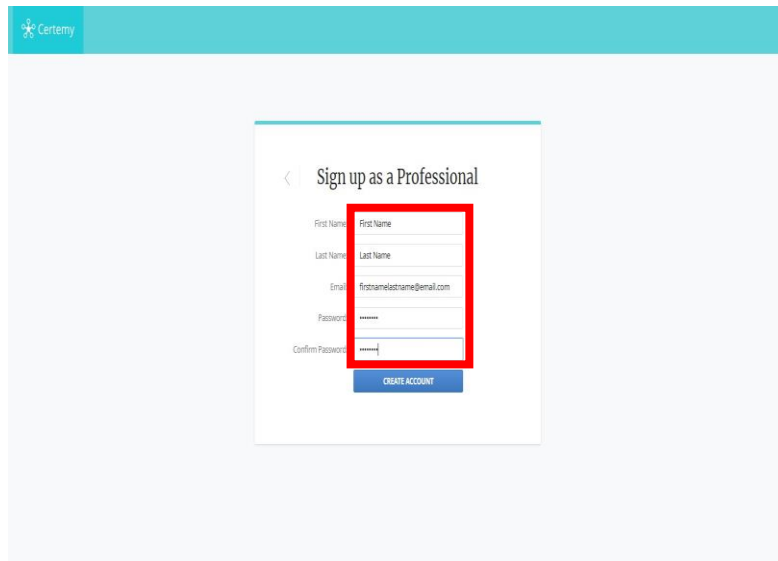 Certemy
Sign up as a Professional
First Name First Name
Last Name Last Name
Email firstnamelastname@email.com
Password ••••••••
Confirm Password ••••••••
CREATE ACCOUNT